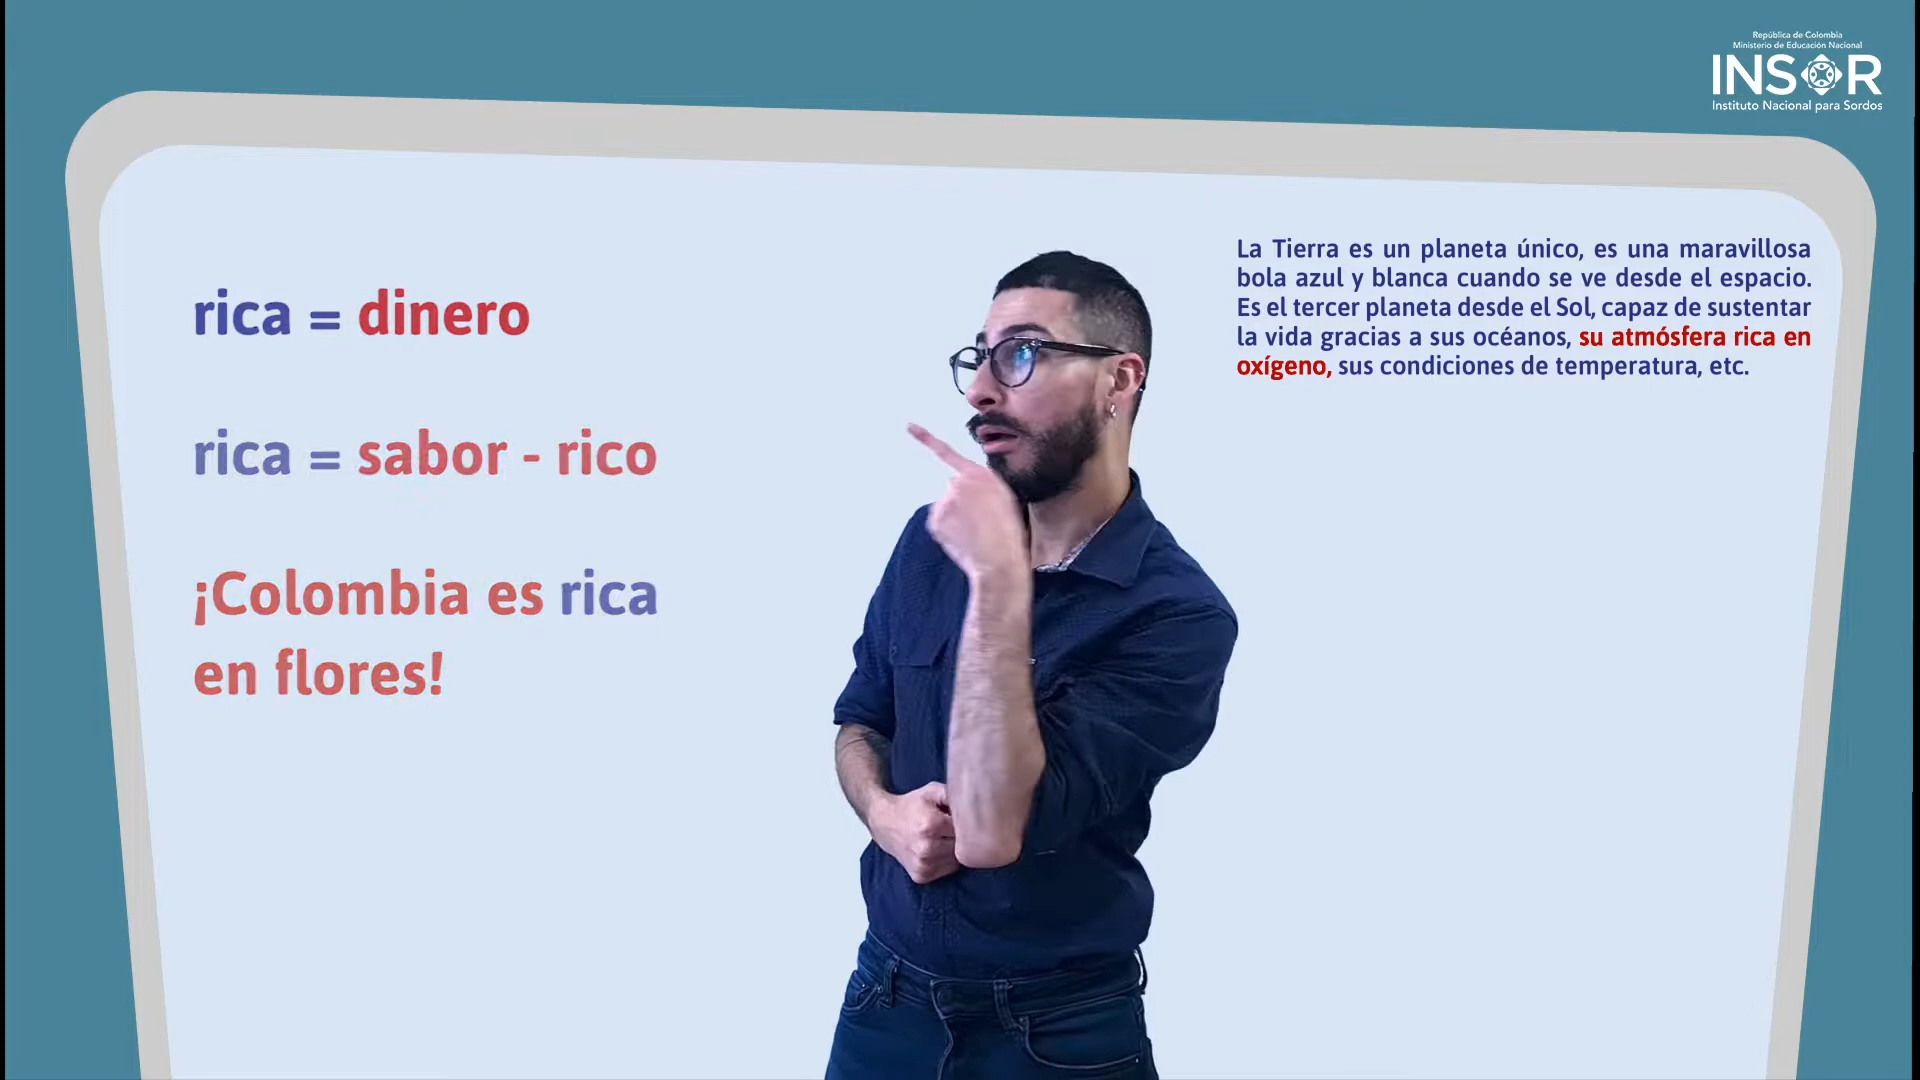 República de Colombia
Ministerio de Educación Nacional
INSOR
Instituto Nacional para Sordos
rica = dinero
rica = sabor - rico
¡Colombia es rica
en flores!
La Tierra es un planeta único, es una maravillosa
bola azul y blanca cuando se ve desde el espacio.
Es el tercer planeta desde el Sol, capaz de sustentar
la vida gracias a sus océanos, su atmósfera rica en
oxígeno, sus condiciones de temperatura, etc.